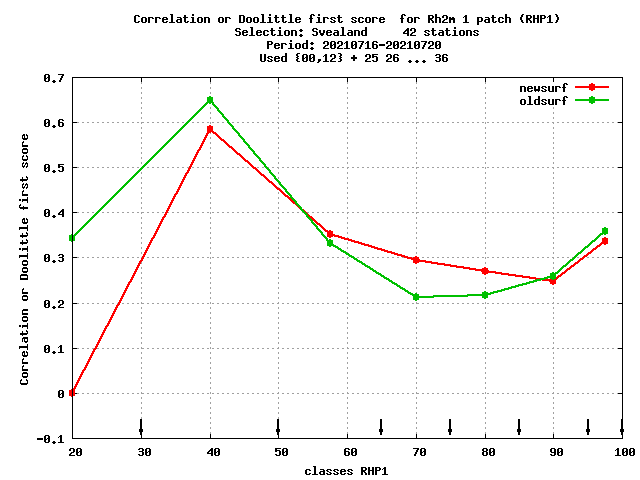 Correlation or Doolittle first score  for Rh2m 1 patch (RHP1)
Selection: Svealand     42 stations
Period: 20210716-20210720
Used {00,12} + 25 26 ... 36
newsurf
oldsurf
Correlation or Doolittle first score
0.7
0.6
0.5
0.4
0.3
0.2
0.1
0
-0.1
20 30 40 50 60 70 80 90 100
classes RHP1